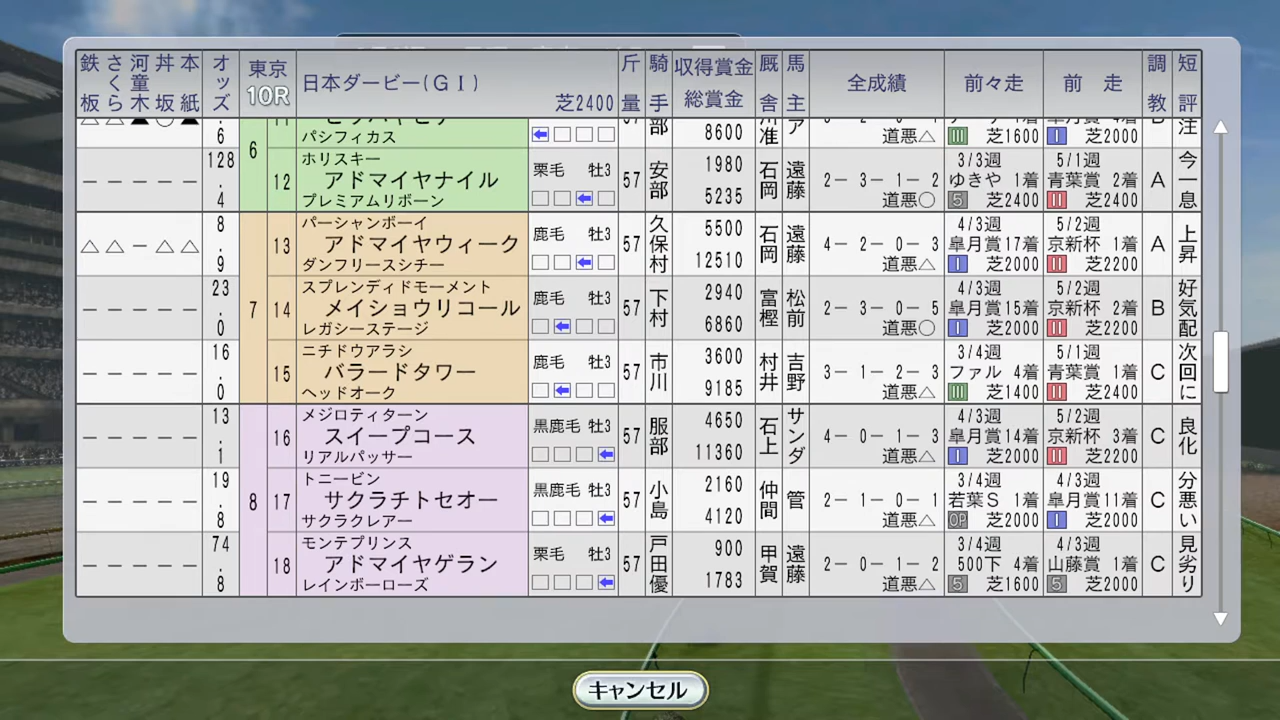 鉄板 さくら 河童木 丼坂 本紙 オッズ 東京10R 日本ダービー(GⅠ) 芝2400 斤量 騎手 収得賞金 総賞金 厩舎 馬主 全成績 前々走 前走 調教 短評
△△▲○▲ 6 6 パシフィカス 部 8600 准 ア 道悪△ Ⅲ 芝1600 Ⅰ 芝2000 注
－－－－－ 128.4 12 ホリスキー アドマイヤナイル プレミアムリボーン 栗毛 牡3 57 安部 1980 5235 石岡 遠藤 2－3－1－2 道悪○ 3/3週 ゆきや 1着 5 芝2400 5/1週 青葉賞 2着 Ⅱ 芝2400 A 今一息
△△－△△ 8.9 7 13 パーシャンボーイ アドマイヤウィーク ダンフリースシチー 鹿毛 牡3 57 久保村 5500 12510 石岡 遠藤 4－2－0－3 道悪△ 4/3週 皐月賞17着 Ⅰ 芝2000 5/2週 京新杯 1着 Ⅱ 芝2200 A 上昇
－－－－－ 23.0 14 スプレンディドモーメント メイショウリコール レガシーステージ 鹿毛 牡3 57 下村 2940 6860 富樫 松前 2－3－0－5 道悪○ 4/3週 皐月賞15着 Ⅰ 芝2000 5/2週 京新杯 2着 Ⅱ 芝2200 B 好気配
－－－－－ 16.0 15 ニチドウアラシ バラードタワー ヘッドオーク 鹿毛 牡3 57 市川 3600 9185 村井 吉野 3－1－2－3 道悪△ 3/4週 ファル 4着 Ⅲ 芝1400 5/1週 青葉賞 1着 Ⅱ 芝2400 C 次回に
－－－－－ 13.1 8 16 メジロティターン スイープコース リアルパッサー 黒鹿毛 牡3 57 服部 4650 11360 石上 サンダ 4－0－1－3 道悪△ 4/3週 皐月賞14着 Ⅰ 芝2000 5/2週 京新杯 3着 Ⅱ 芝2200 C 良化
－－－－－ 19.8 17 トニービン サクラチトセオー サクラクレアー 黒鹿毛 牡3 57 小島 2160 4120 仲間 管 2－1－0－1 道悪△ 3/4週 若葉S 1着 OP 芝2000 4/3週 皐月賞11着 Ⅰ 芝2000 C 分悪い
－－－－－ 74.8 18 モンテプリンス アドマイヤゲラン レインボーローズ 栗毛 牡3 57 戸田優 900 1783 甲賀 遠藤 2－0－1－2 道悪△ 3/4週 500下 4着 5 芝1600 4/3週 山藤賞 1着 5 芝2000 C 見劣り
キャンセル